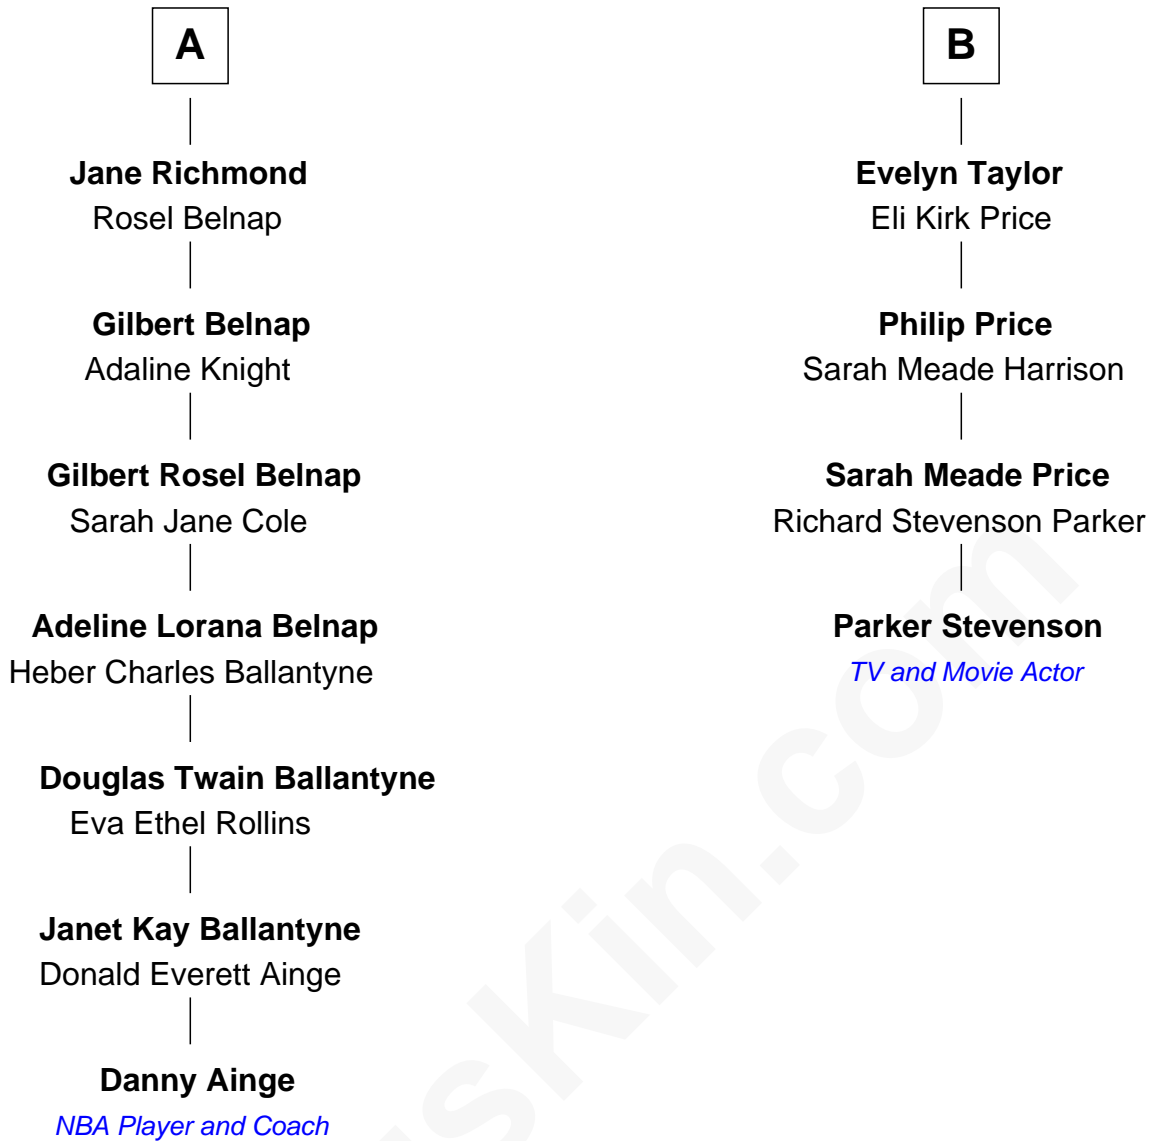 A
Jane Richmond
Rosel Belnap
Gilbert Belnap
Adaline Knight
Gilbert Rosel Belnap
Sarah Jane Cole
Adeline Lorana Belnap
Heber Charles Ballantyne
Douglas Twain Ballantyne
Eva Ethel Rollins
Janet Kay Ballantyne
Donald Everett Ainge
Danny Ainge
NBA Player and Coach
B
Evelyn Taylor
Eli Kirk Price
Philip Price
Sarah Meade Harrison
Sarah Meade Price
Richard Stevenson Parker
Parker Stevenson
TV and Movie Actor
usKin.com